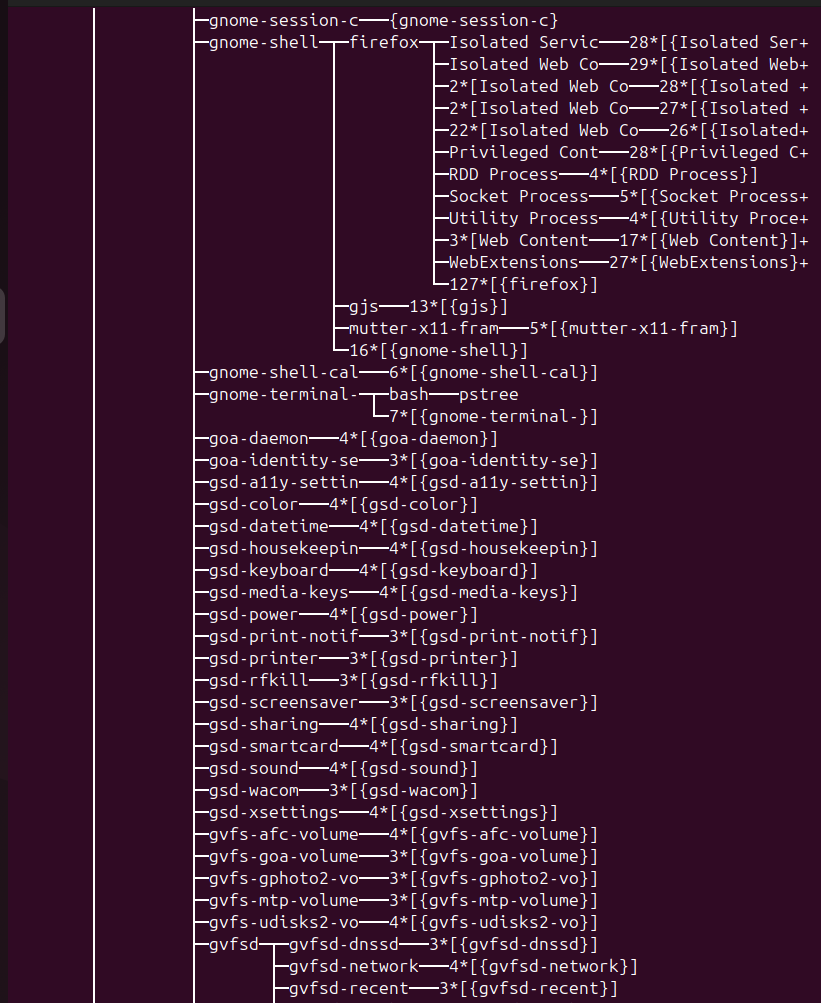 ├─gnome-session-c───{gnome-session-c}
├─gnome-shell─┬─firefox─┬─Isolated Servic───28*[{Isolated Ser+
├─Isolated Web Co───29*[{Isolated Web+
├─2*[Isolated Web Co───28*[{Isolated +
├─2*[Isolated Web Co───27*[{Isolated +
├─22*[Isolated Web Co───26*[{Isolated+
├─Privileged Cont───28*[{Privileged C+
├─RDD Process───4*[{RDD Process}]
├─Socket Process───5*[{Socket Process+
├─Utility Process───4*[{Utility Proce+
├─3*[Web Content───17*[{Web Content}]+
├─WebExtensions───27*[{WebExtensions}+
└─127*[{firefox}]
├─gjs───13*[{gjs}]
├─mutter-x11-fram───5*[{mutter-x11-fram}]
└─16*[{gnome-shell}]
├─gnome-shell-cal───6*[{gnome-shell-cal}]
├─gnome-terminal-─┬─bash───pstree
└─7*[{gnome-terminal-}]
├─goa-daemon───4*[{goa-daemon}]
├─goa-identity-se───3*[{goa-identity-se}]
├─gsd-a11y-settin───4*[{gsd-a11y-settin}]
├─gsd-color───4*[{gsd-color}]
├─gsd-datetime───4*[{gsd-datetime}]
├─gsd-housekeepin───4*[{gsd-housekeepin}]
├─gsd-keyboard───4*[{gsd-keyboard}]
├─gsd-media-keys───4*[{gsd-media-keys}]
├─gsd-power───4*[{gsd-power}]
├─gsd-print-notif───3*[{gsd-print-notif}]
├─gsd-printer───3*[{gsd-printer}]
├─gsd-rfkill───3*[{gsd-rfkill}]
├─gsd-screensaver───3*[{gsd-screensaver}]
├─gsd-sharing───4*[{gsd-sharing}]
├─gsd-smartcard───4*[{gsd-smartcard}]
├─gsd-sound───4*[{gsd-sound}]
├─gsd-wacom───3*[{gsd-wacom}]
├─gsd-xsettings───4*[{gsd-xsettings}]
├─gvfs-afc-volume───4*[{gvfs-afc-volume}]
├─gvfs-goa-volume───3*[{gvfs-goa-volume}]
├─gvfs-gphoto2-vo───3*[{gvfs-gphoto2-vo}]
├─gvfs-mtp-volume───3*[{gvfs-mtp-volume}]
├─gvfs-udisks2-vo───4*[{gvfs-udisks2-vo}]
├─gvfsd─┬─gvfsd-dnssd───3*[{gvfsd-dnssd}]
├─gvfsd-network───4*[{gvfsd-network}]
├─gvfsd-recent───3*[{gvfsd-recent}]